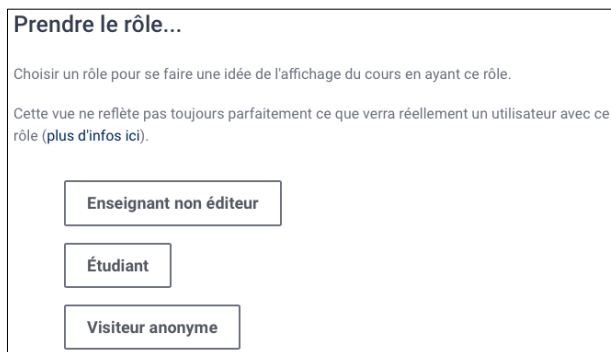 Prendre le rôle...
Choisir un rôle pour se faire une idée de l'affichage du cours en ayant ce rôle.
Cette vue ne reflète pas toujours parfaitement ce que verra réellement un utilisateur avec ce
rôle (plus d'infos ici).
Enseignant non éditeur
Étudiant
Visiteur anonyme